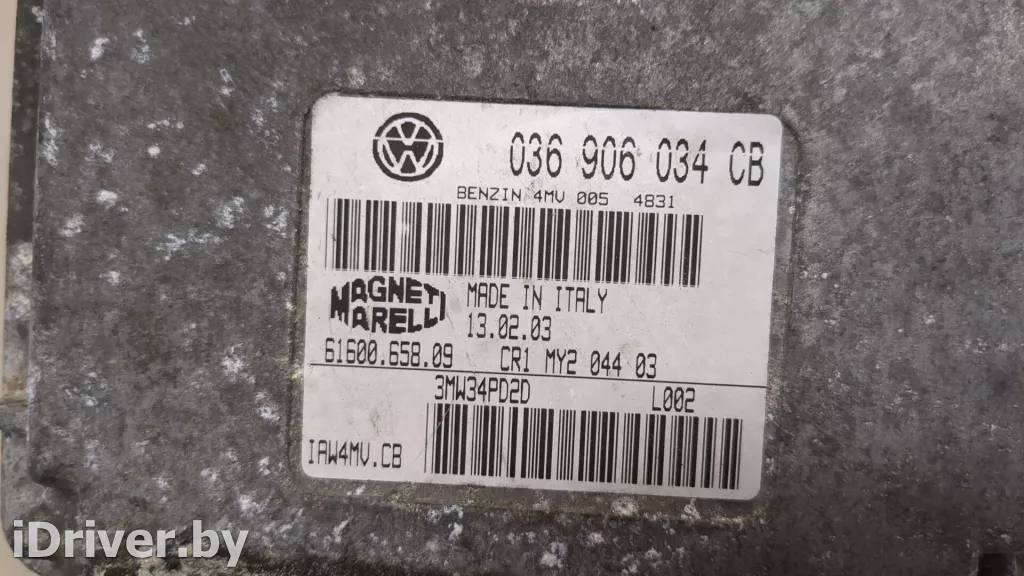 036 906 034 CB
BENZIN 4MV 005 4831
MAGNETI
MARELLI
MADE IN ITALY
13.02.03
61600.658.09 CR1 MY2 044 03
3MW34PD2D L002
IAW4MV.CB
iDriver.by